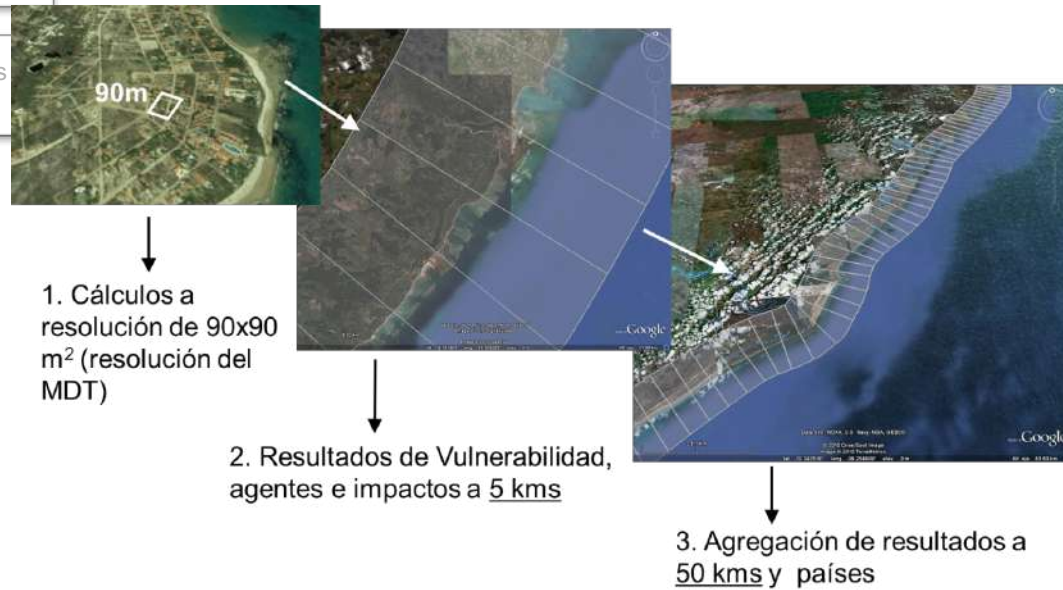 s
90m
Google
Google
1. Cálculos a
resolución de 90x90
m² (resolución del
MDT)
2. Resultados de Vulnerabilidad,
agentes e impactos a 5 kms
3. Agregación de resultados a
50 kms y países